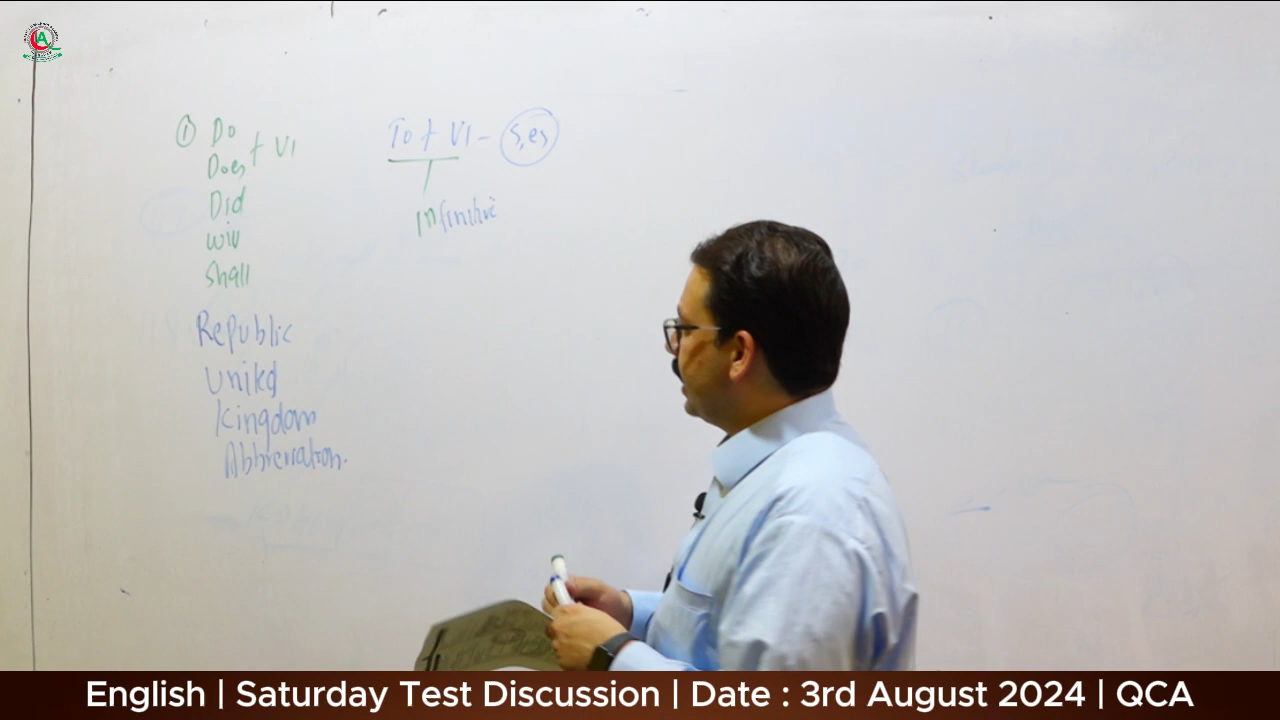 ① Do
Does + V1
Did
will
Shall
To + V1 - S, es
Infinitive
Republic
United
Kingdom
Abbreviation.
English | Saturday Test Discussion | Date : 3rd August 2024 | QCA